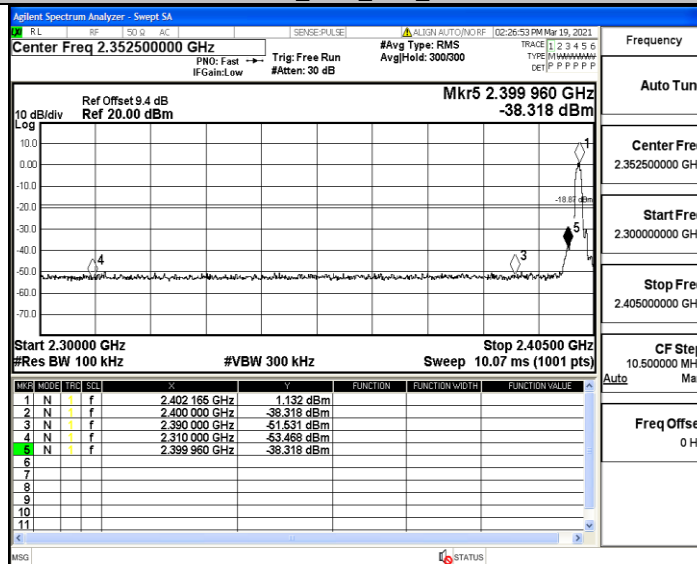 Agilent Spectrum Analyzer - Swept SA
RL RF 50 Ω AC SENSE:PULSE ALIGN AUTO/NO RF 02:26:53 PM Mar 19, 2021
Center Freq 2.352500000 GHz
PNO: Fast
IFGain:Low
Trig: Free Run
#Atten: 30 dB
#Avg Type: RMS
Avg|Hold: 300/300
TRACE 1 2 3 4 5 6
TYPE M W W W W W
DET P P P P P P
Mkr5 2.399 960 GHz
-38.318 dBm
Ref Offset 9.4 dB
10 dB/div Ref 20.00 dBm
Log
10.0
0.00
-10.0
-20.0
-30.0
-40.0
-50.0
-60.0
-70.0
1
-18.87 dBm
5
4
3
Start 2.30000 GHz Stop 2.40500 GHz
#Res BW 100 kHz #VBW 300 kHz Sweep 10.07 ms (1001 pts)
MKR MODE TRC SCL X Y FUNCTION FUNCTION WIDTH FUNCTION VALUE
1 N 1 f 2.402 165 GHz 1.132 dBm
2 N 1 f 2.400 000 GHz -38.318 dBm
3 N 1 f 2.390 000 GHz -51.531 dBm
4 N 1 f 2.310 000 GHz -53.468 dBm
5 N 1 f 2.399 960 GHz -38.318 dBm
6
7
8
9
10
11
MSG STATUS
Frequency
Auto Tun
Center Fre
2.352500000 GH
Start Fre
2.300000000 GH
Stop Fre
2.405000000 GH
CF Ste
10.500000 MH
Auto Ma
Freq Offse
0 H